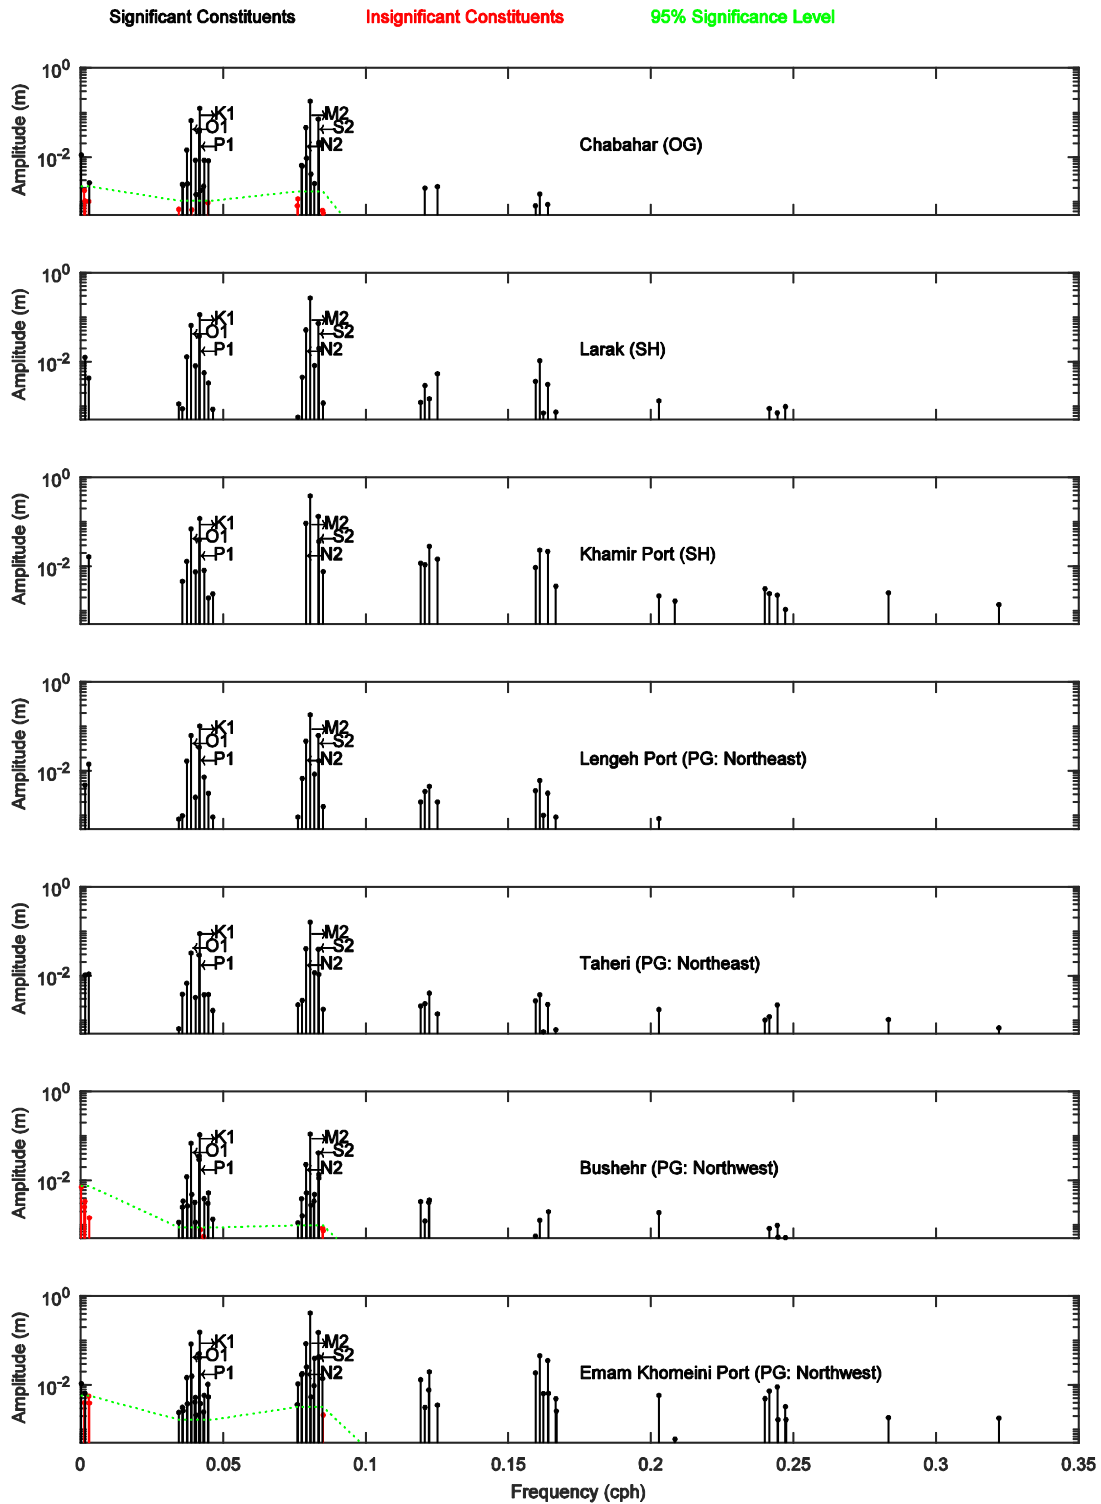 Significant Constituents Insignificant Constituents 95% Significance Level
Amplitude (m)
10^0
10^-2
K1
O1
P1
M2
S2
N2
Chabahar (OG)
Amplitude (m)
10^0
10^-2
K1
O1
P1
M2
S2
N2
Larak (SH)
Amplitude (m)
10^0
10^-2
K1
O1
P1
M2
S2
N2
Khamir Port (SH)
Amplitude (m)
10^0
10^-2
K1
O1
P1
M2
S2
N2
Lengeh Port (PG: Northeast)
Amplitude (m)
10^0
10^-2
K1
O1
P1
M2
S2
N2
Taheri (PG: Northeast)
Amplitude (m)
10^0
10^-2
K1
O1
P1
M2
S2
N2
Bushehr (PG: Northwest)
Amplitude (m)
10^0
10^-2
K1
O1
P1
M2
S2
N2
Emam Khomeini Port (PG: Northwest)
0 0.05 0.1 0.15 0.2 0.25 0.3 0.35
Frequency (cph)